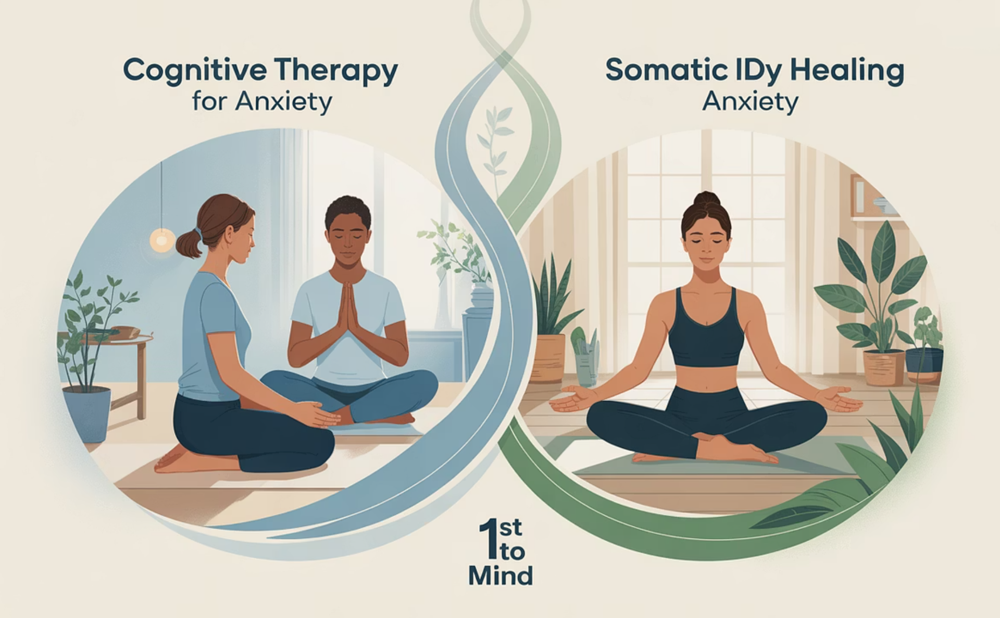 Cognitive Therapy
for Anxiety
Somatic IDy Healing
Anxiety
1st
to
Mind